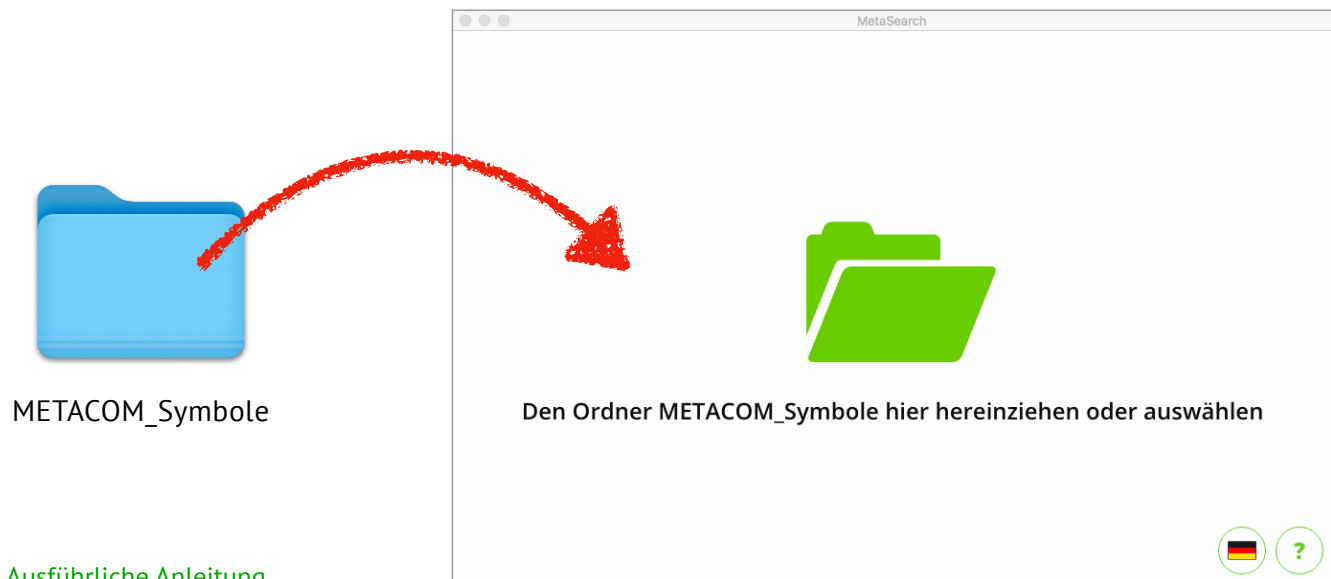 MetaSearch
METACOM_Symbole
Den Ordner METACOM_Symbole hier hereinziehen oder auswählen
?
Ausführliche Anleitung